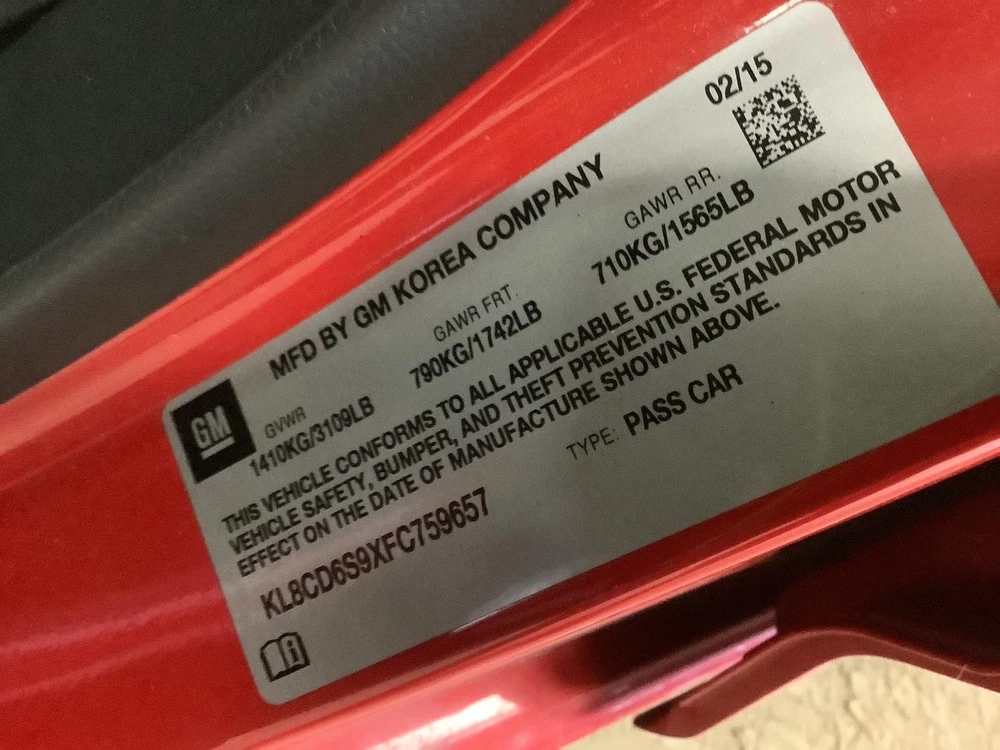 02/15
MFD BY GM KOREA COMPANY
GM
GVWR
GAWR FRT.
GAWR RR.
1410KG/3109LB
790KG/1742LB
710KG/1565LB
THIS VEHICLE CONFORMS TO ALL APPLICABLE U.S. FEDERAL MOTOR
VEHICLE SAFETY, BUMPER, AND THEFT PREVENTION STANDARDS IN
EFFECT ON THE DATE OF MANUFACTURE SHOWN ABOVE.
KL8CD6S9XFC759657
TYPE: PASS CAR
i